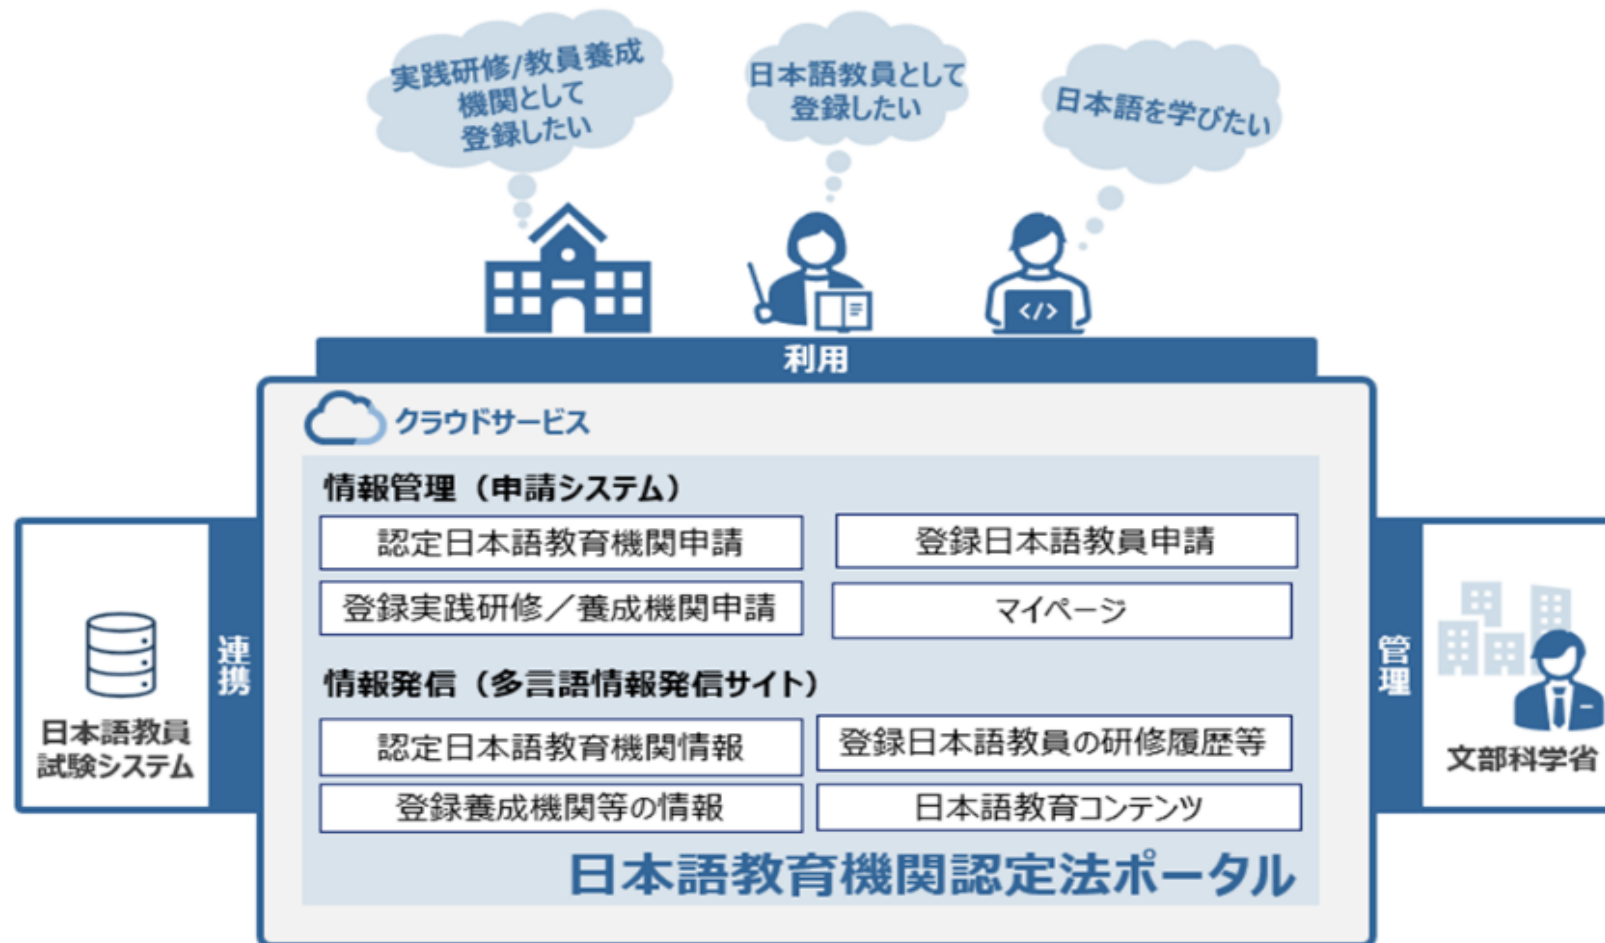 実践研修/教員養成
機関として
登録したい
日本語教員として
登録したい
日本語を学びたい
</>
利用
クラウドサービス
情報管理（申請システム）
認定日本語教育機関申請
登録日本語教員申請
登録実践研修／養成機関申請
マイページ
情報発信（多言語情報発信サイト）
認定日本語教育機関情報
登録日本語教員の研修履歴等
登録養成機関等の情報
日本語教育コンテンツ
日本語教育機関認定法ポータル
連携
日本語教員
試験システム
管理
文部科学省